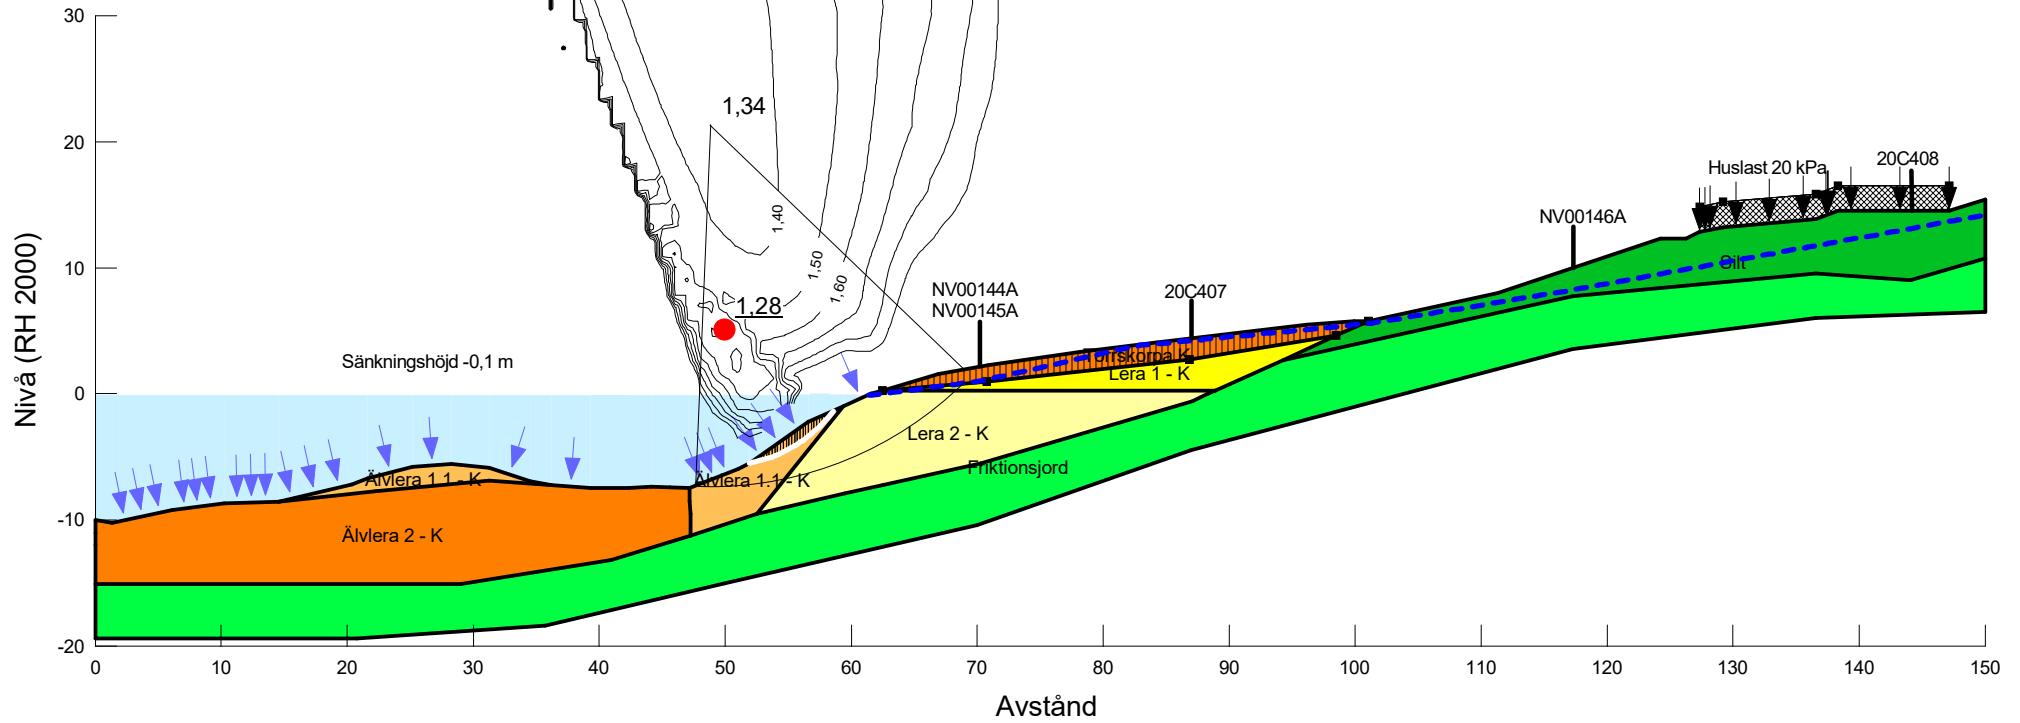 30
20
10
0
-10
-20
Nivå (RH 2000)
1,34
1,40
1,50
1,60
1,28
Sänkningshöjd -0,1 m
Huslast 20 kPa
20C408
NV00146A
NV00144A
NV00145A
20C407
Silt
Torrskorpa K
Lera 1 - K
Lera 2 - K
Friktionsjord
Älvlera 1.1 - K
Älvlera 1.1 - K
Älvlera 2 - K
0
10
20
30
40
50
60
70
80
90
100
110
120
130
140
150
Avstånd